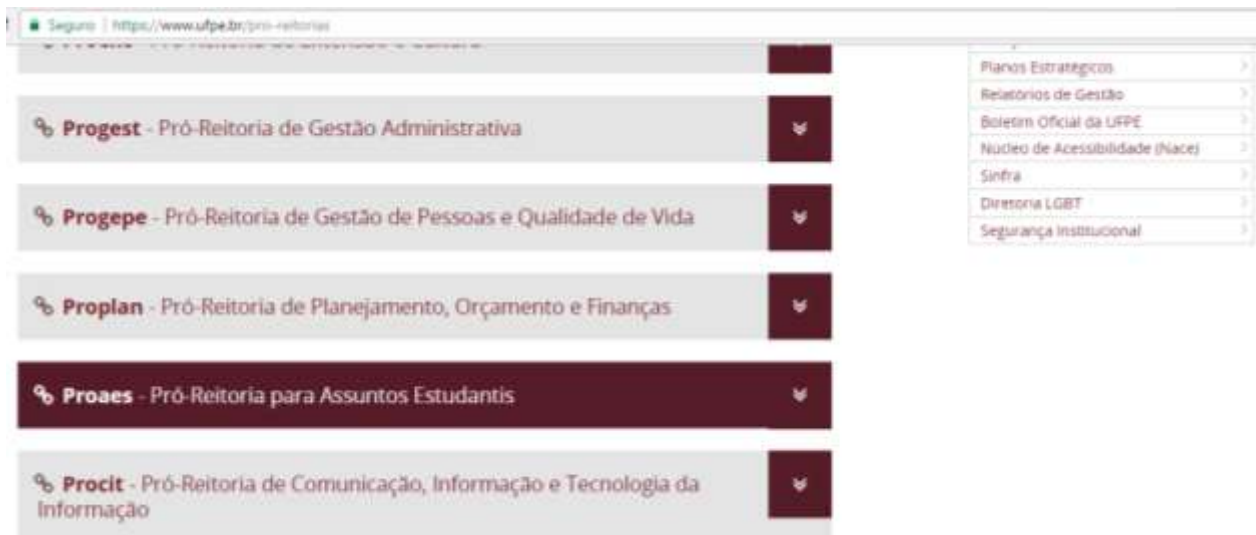 Seguro | https://www.ufpe.br/pro-reitorias
Progest - Pró-Reitoria de Gestão Administrativa
Progepe - Pró-Reitoria de Gestão de Pessoas e Qualidade de Vida
Proplan - Pró-Reitoria de Planejamento, Orçamento e Finanças
Proaes - Pró-Reitoria para Assuntos Estudantis
Procit - Pró-Reitoria de Comunicação, Informação e Tecnologia da
Informação
Planos Estratégicos
Relatórios de Gestão
Boletim Oficial da UFPE
Núcleo de Acessibilidade (Nace)
Sinfra
Diretoria LGBT
Segurança Institucional